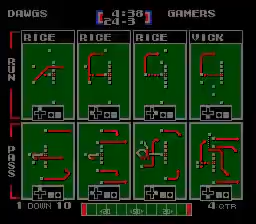 DAWGS 4:38 GAMERS
24-3
RICE RICE RICE VICK
RUN
PASS
1 DOWN 10 4 QTR